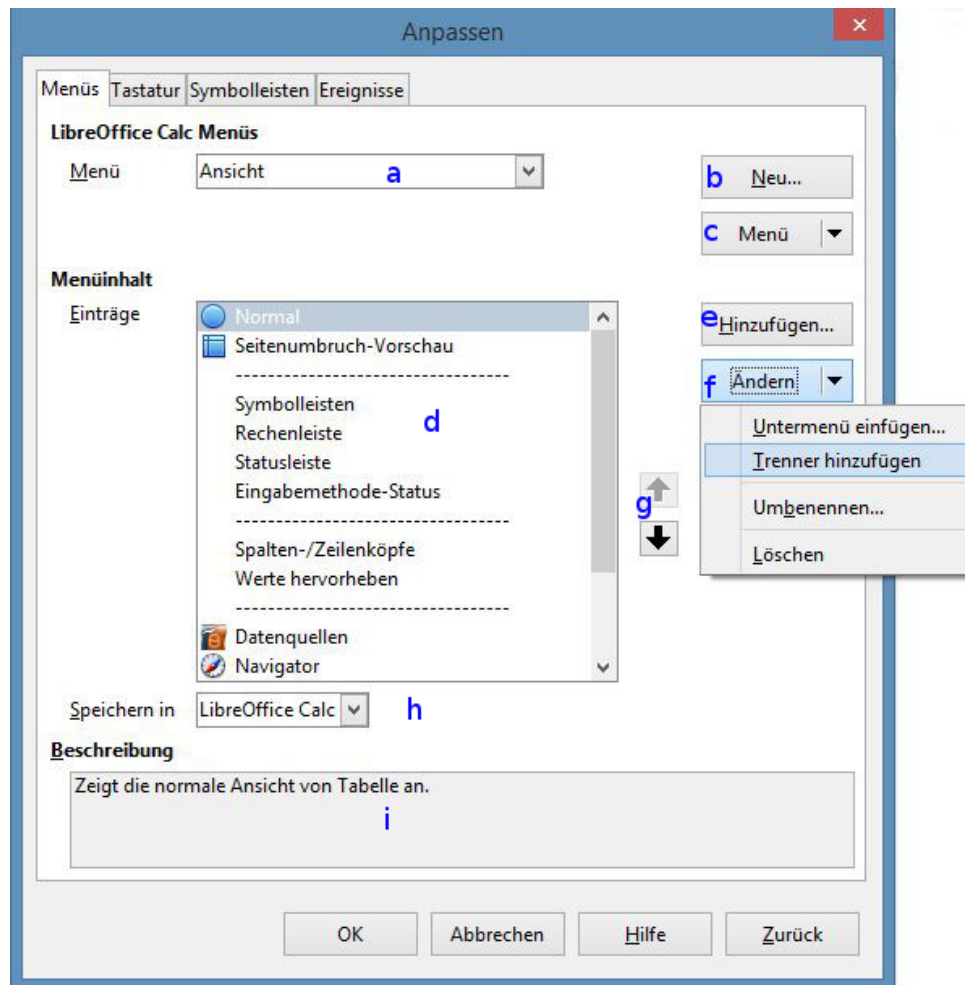 Anpassen
Menüs Tastatur Symbolleisten Ereignisse
LibreOffice Calc Menüs
Menü Ansicht a b Neu...
c Menü
Menüinhalt
Einträge Normal e Hinzufügen...
Seitenumbruch-Vorschau
---------------------------------
f Ändern
Symbolleisten
d
Rechenleiste
Untermenü einfügen...
Statusleiste
Trenner hinzufügen
Eingabemethode-Status
g
Umbenennen...
---------------------------------
Spalten-/Zeilenköpfe
Löschen
Werte hervorheben
---------------------------------
Datenquellen
Navigator
Speichern in LibreOffice Calc h
Beschreibung
Zeigt die normale Ansicht von Tabelle an.
i
OK Abbrechen Hilfe Zurück